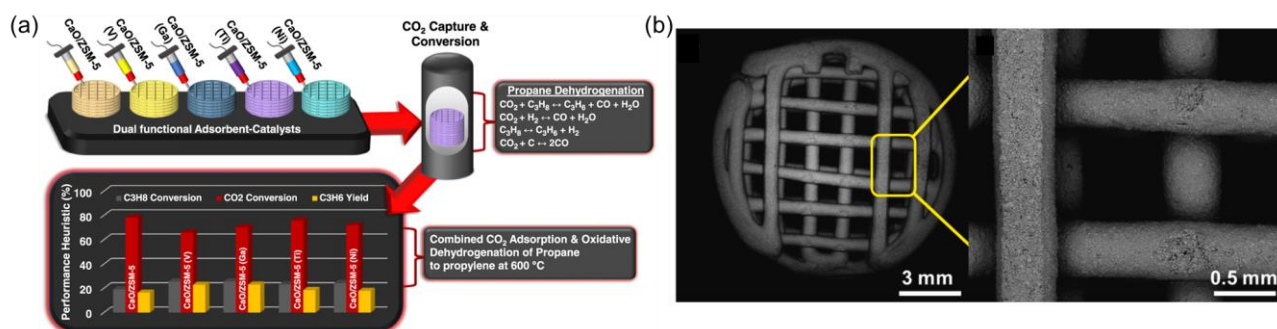 (a)
CaO/ZSM-5
CaO/ZSM-5
(V)
CaO/ZSM-5
(Ga)
CaO/ZSM-5
(Ti)
CaO/ZSM-5
(Ni)
Dual functional Adsorbent-Catalysts
CO₂ Capture &
Conversion
Propane Dehydrogenation
CO₂ + C₃H₈ ↔ C₃H₆ + CO + H₂O
CO₂ + H₂ ↔ CO + H₂O
C₃H₈ ↔ C₃H₆ + H₂
CO₂ + C ↔ 2CO
Performance Heuristic (%)
100
80
60
40
20
0
C3H8 Conversion
CO2 Conversion
C3H6 Yield
CaO/ZSM-5
CaO/ZSM-5 (V)
CaO/ZSM-5 (Ga)
CaO/ZSM-5 (Ti)
CaO/ZSM-5 (Ni)
Combined CO₂ Adsorption & Oxidative
Dehydrogenation of Propane
to propylene at 600 °C
(b)
3 mm
0.5 mm